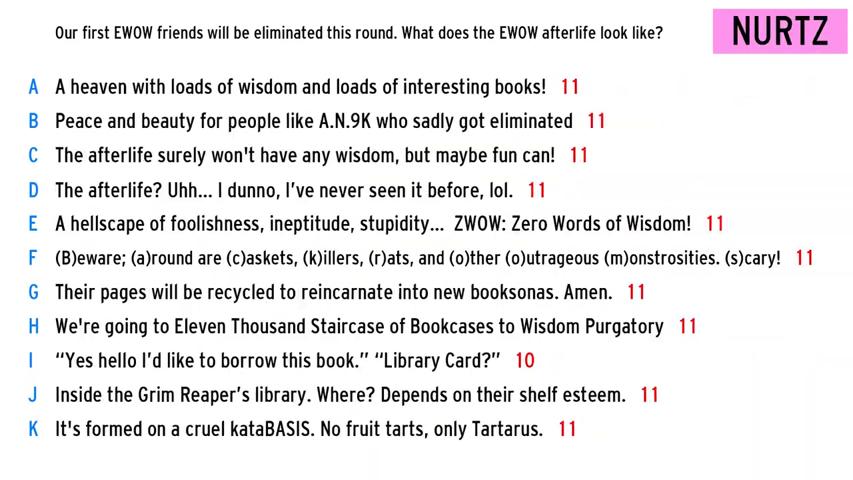 Our first EWOW friends will be eliminated this round. What does the EWOW afterlife look like?
NURTZ
A A heaven with loads of wisdom and loads of interesting books! 11
B Peace and beauty for people like A.N.9K who sadly got eliminated 11
C The afterlife surely won't have any wisdom, but maybe fun can! 11
D The afterlife? Uhh... I dunno, I’ve never seen it before, lol. 11
E A hellscape of foolishness, ineptitude, stupidity... ZWOW: Zero Words of Wisdom! 11
F (B)eware; (a)round are (c)askets, (k)illers, (r)ats, and (o)ther (o)utrageous (m)onstrosities. (s)cary! 11
G Their pages will be recycled to reincarnate into new booksonas. Amen. 11
H We're going to Eleven Thousand Staircase of Bookcases to Wisdom Purgatory 11
I “Yes hello I’d like to borrow this book.” “Library Card?” 10
J Inside the Grim Reaper’s library. Where? Depends on their shelf esteem. 11
K It's formed on a cruel kataBASIS. No fruit tarts, only Tartarus. 11